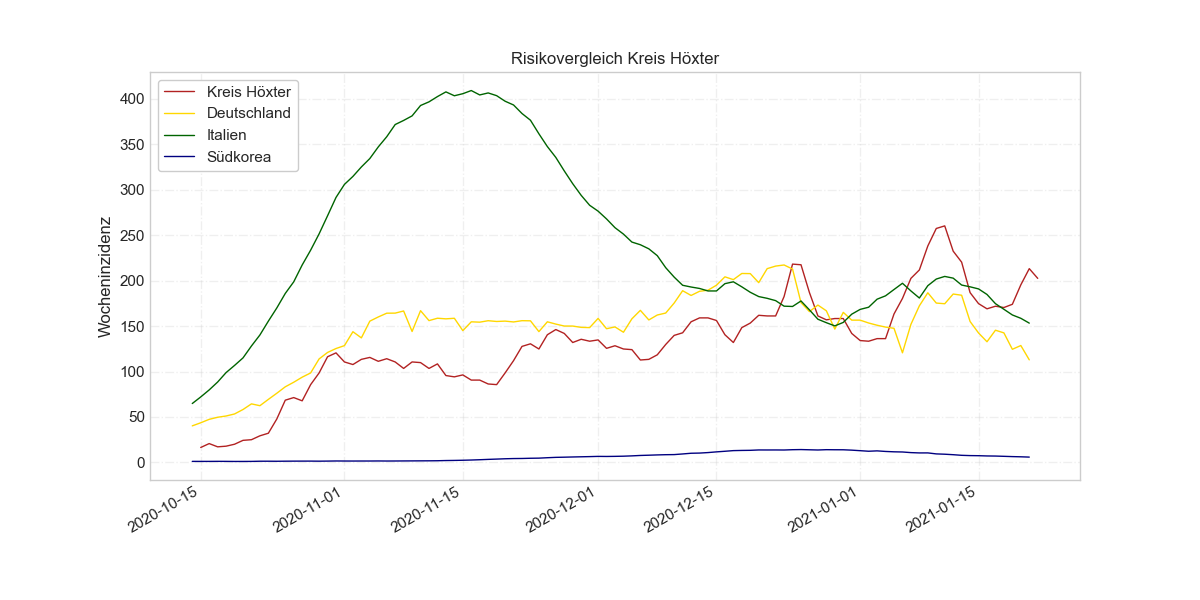 Risikovergleich Kreis Höxter
Kreis Höxter
Deutschland
Italien
Südkorea
Wocheninzidenz
400
350
300
250
200
150
100
50
0
2020-10-15
2020-11-01
2020-11-15
2020-12-01
2020-12-15
2021-01-01
2021-01-15